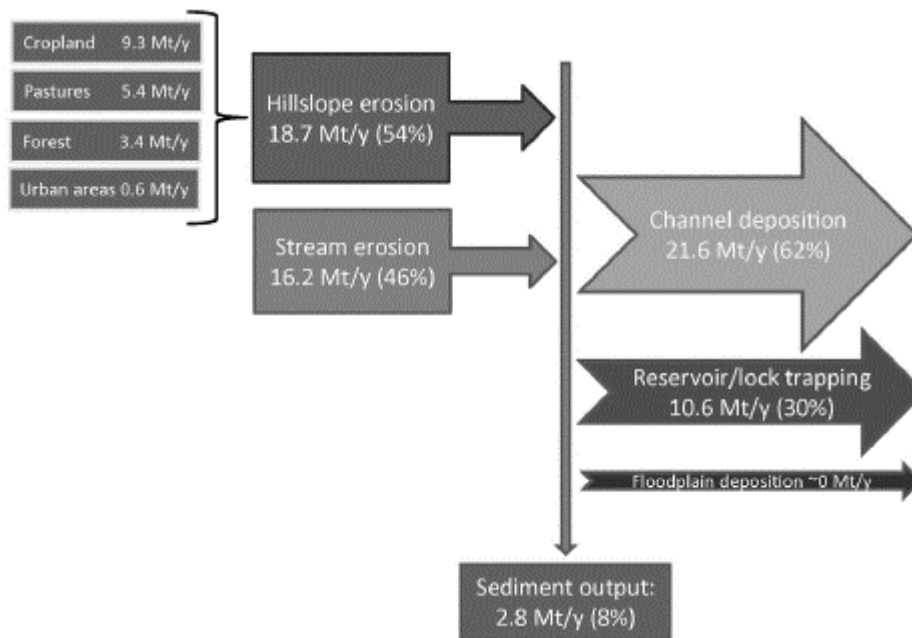 Cropland 9.3 Mt/y
Pastures 5.4 Mt/y
Forest 3.4 Mt/y
Urban areas 0.6 Mt/y
Hillslope erosion
18.7 Mt/y (54%)
Stream erosion
16.2 Mt/y (46%)
Channel deposition
21.6 Mt/y (62%)
Reservoir/lock trapping
10.6 Mt/y (30%)
Floodplain deposition ~0 Mt/y
Sediment output:
2.8 Mt/y (8%)